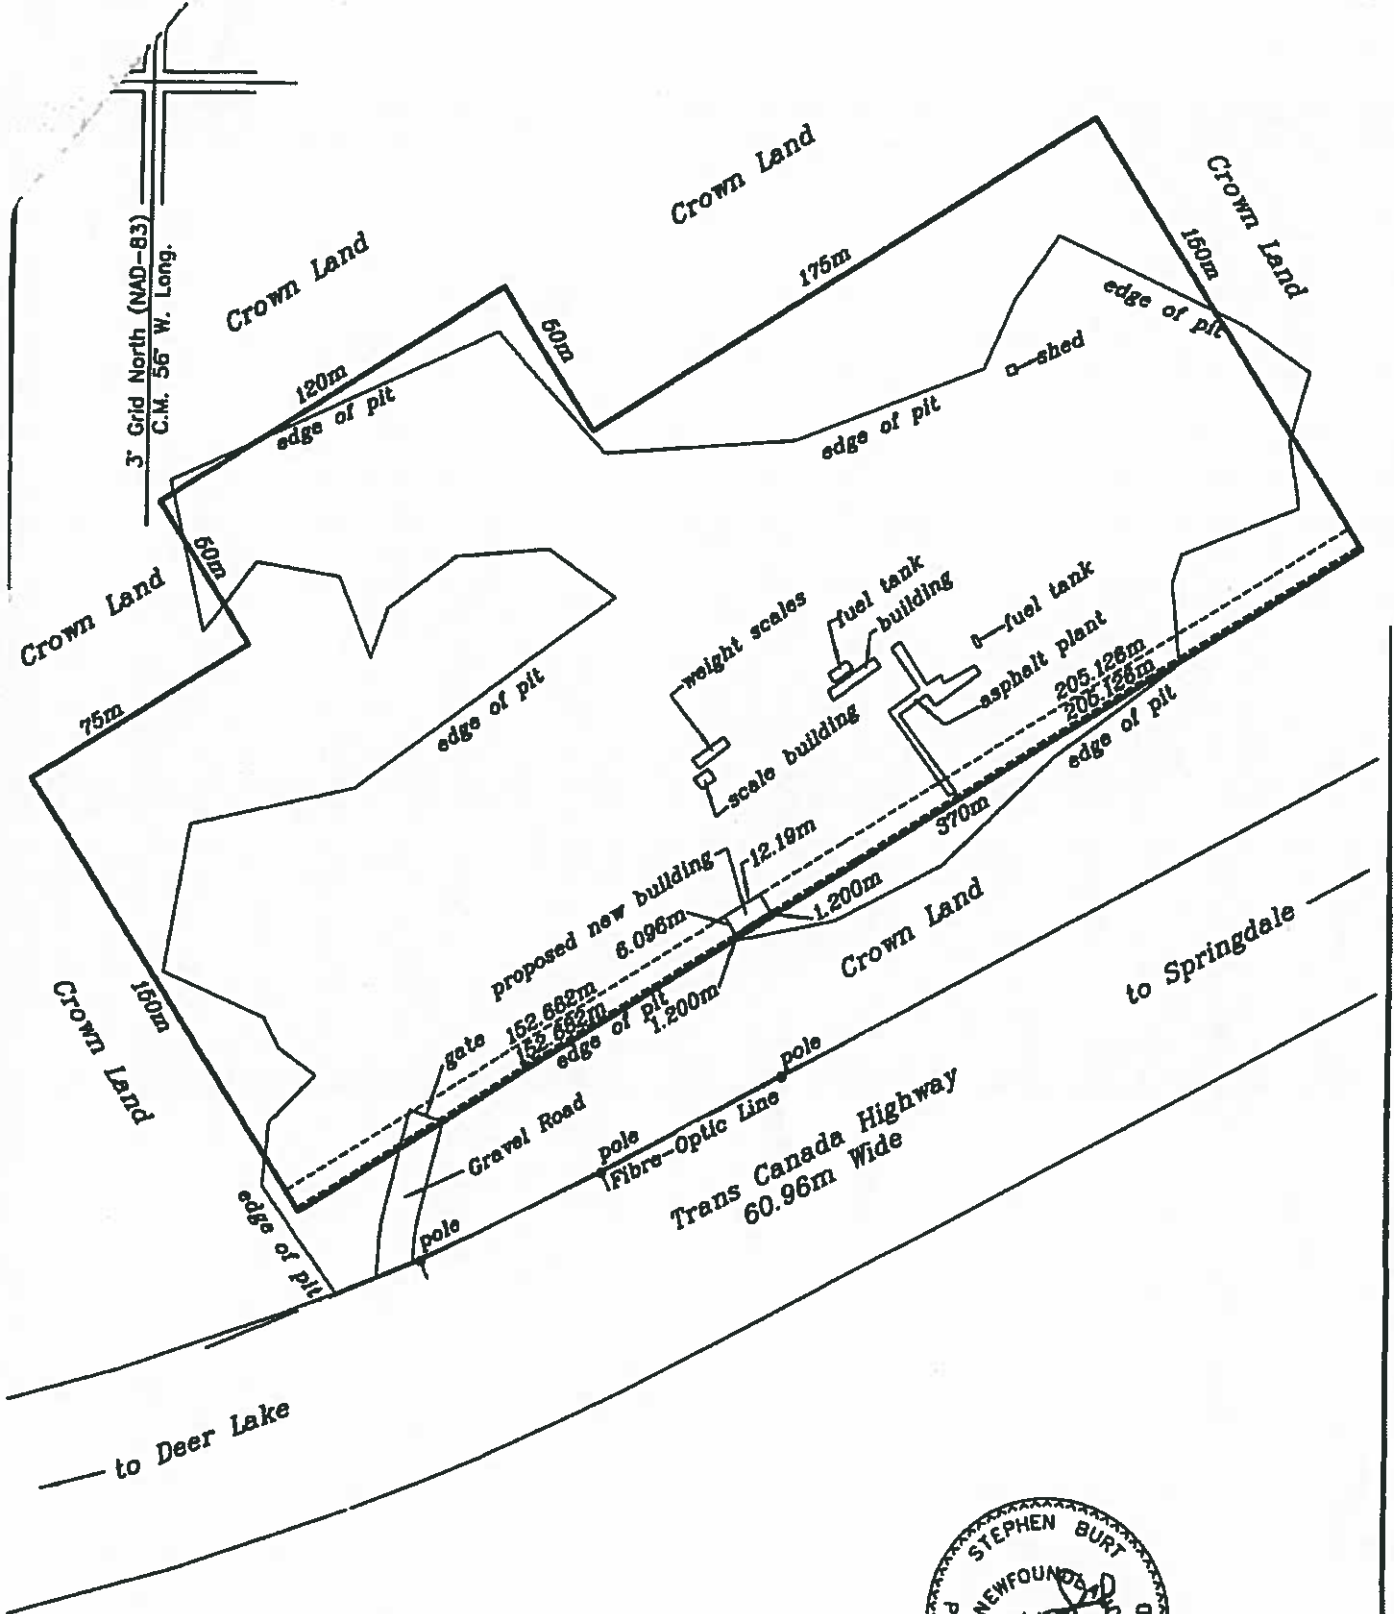 3° Grid North (NAD-83)
C.M. 56° W. Long.
Crown Land
Crown Land
Crown Land
175m
150m
edge of pit
50m
shed
120m
edge of pit
edge of pit
50m
Crown Land
fuel tank
building
fuel tank
weight scales
asphalt plant
205.126m
205.126m
edge of pit
75m
edge of pit
scale building
370m
12.19m
proposed new building
1.200m
6.096m
Crown Land
152.682m
152.682m
edge of pit
1.200m
gate
to Springdale
Crown Land
150m
pole
Gravel Road
pole
Fibre-Optic Line
Trans Canada Highway
60.96m Wide
edge of pit
pole
to Deer Lake
STEPHEN BURT
NEWFOUNDLAND